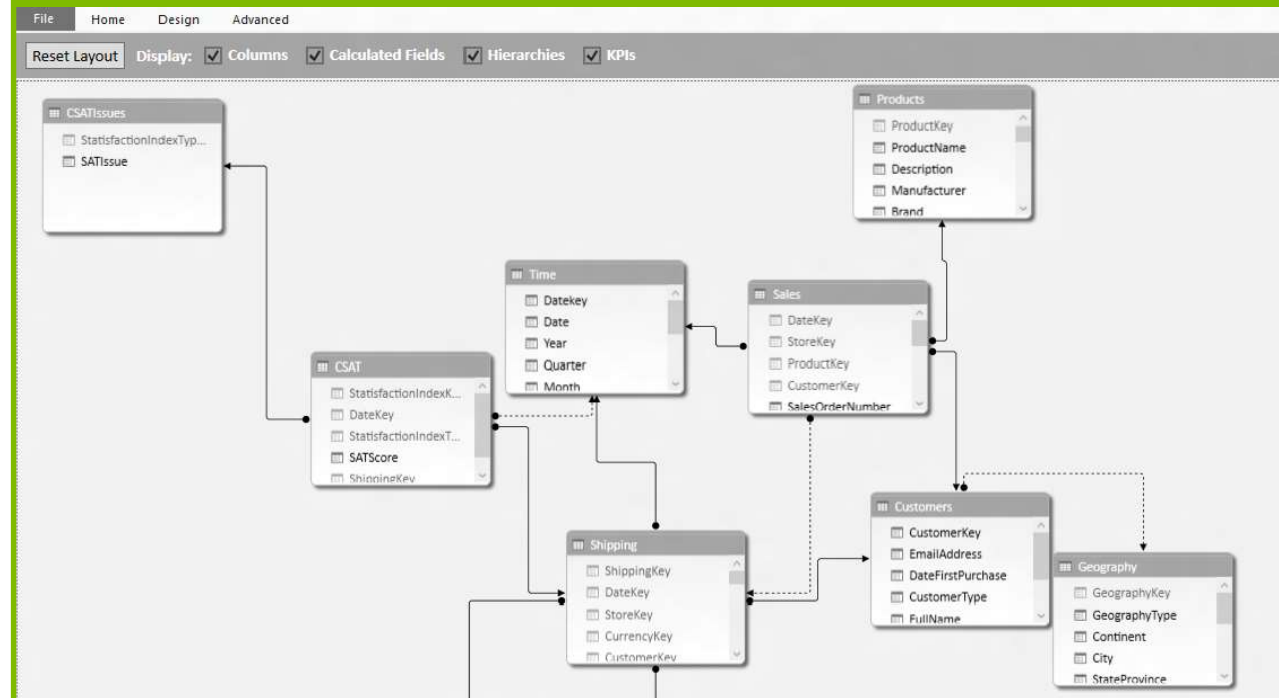 File Home Design Advanced
Reset Layout Display: Columns Calculated Fields Hierarchies KPIs
CSATIssues
StatisfactionIndexTyp...
SATIssue
Products
ProductKey
ProductName
Description
Manufacturer
Brand
Time
Datekey
Date
Year
Quarter
Month
Sales
DateKey
StoreKey
ProductKey
CustomerKey
SalesOrderNumber
CSAT
StatisfactionIndexK...
DateKey
StatisfactionIndexT...
SATScore
ShippingKey
Shipping
ShippingKey
DateKey
StoreKey
CurrencyKey
CustomerKey
Customers
CustomerKey
EmailAddress
DateFirstPurchase
CustomerType
FullName
Geography
GeographyKey
GeographyType
Continent
City
StateProvince